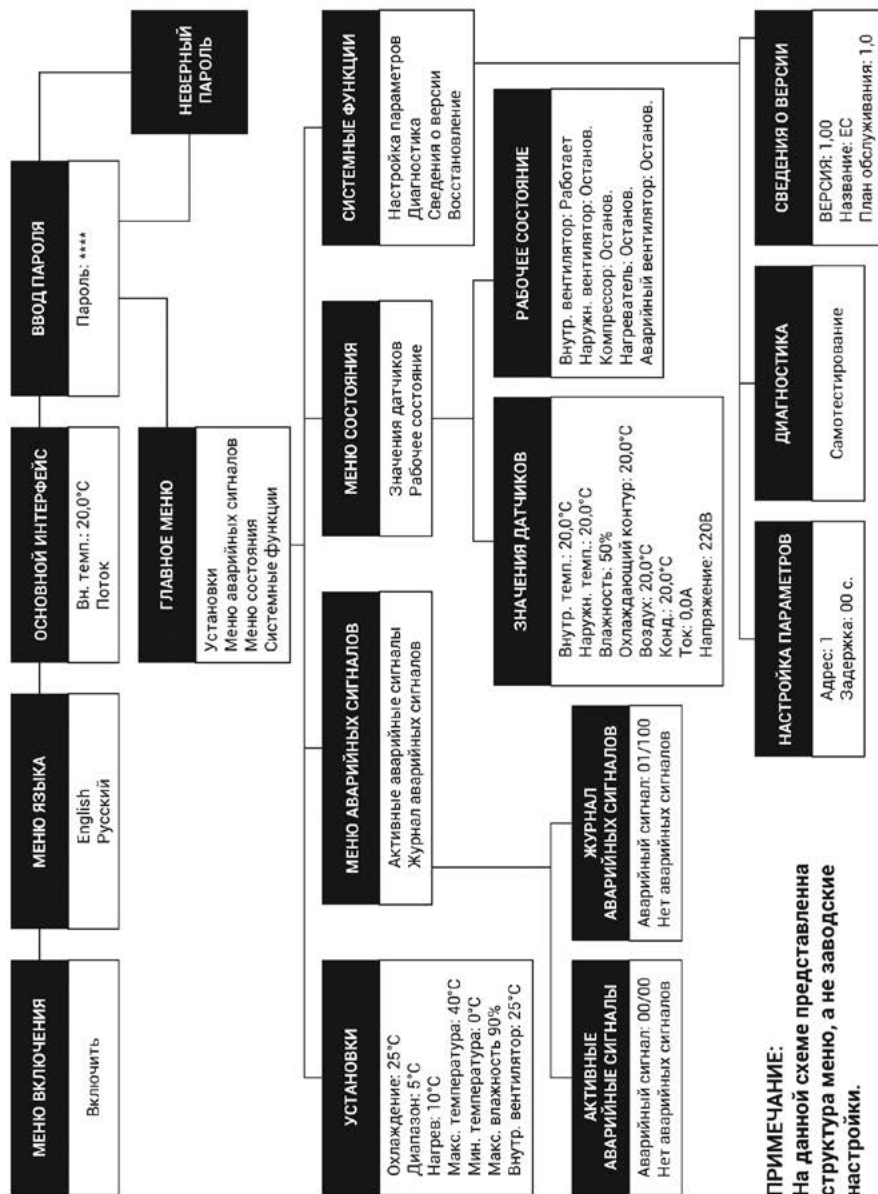 МЕНЮ ВКЛЮЧЕНИЯ
Включить
МЕНЮ ЯЗЫКА
English
Русский
ОСНОВНОЙ ИНТЕРФЕЙС
Вн. темп.: 20,0°C
Поток
ВВОД ПАРОЛЯ
Пароль: ****
НЕВЕРНЫЙ
ПАРОЛЬ
ГЛАВНОЕ МЕНЮ
Установки
Меню аварийных сигналов
Меню состояния
Системные функции
УСТАНОВКИ
Охлаждение: 25°C
Диапазон: 5°C
Нагрев: 10°C
Макс. температура: 40°C
Мин. температура: 0°C
Макс. влажность 90%
Внутр. вентилятор: 25°C
МЕНЮ АВАРИЙНЫХ СИГНАЛОВ
Активные аварийные сигналы
Журнал аварийных сигналов
МЕНЮ СОСТОЯНИЯ
Значения датчиков
Рабочее состояние
СИСТЕМНЫЕ ФУНКЦИИ
Настройка параметров
Диагностика
Сведения о версии
Восстановление
АКТИВНЫЕ
АВАРИЙНЫЕ СИГНАЛЫ
Аварийный сигнал: 00/00
Нет аварийных сигналов
ЖУРНАЛ
АВАРИЙНЫХ СИГНАЛОВ
Аварийный сигнал: 01/100
Нет аварийных сигналов
ЗНАЧЕНИЯ ДАТЧИКОВ
Внутр. темп.: 20,0°C
Наружн. темп.: 20,0°C
Влажность: 50%
Охлаждающий контур: 20,0°C
Воздух: 20,0°C
Конд.: 20,0°C
Ток: 0,0А
Напряжение: 220В
РАБОЧЕЕ СОСТОЯНИЕ
Внутр. вентилятор: Работает
Наружн. вентилятор: Останов.
Компрессор: Останов.
Нагреватель: Останов.
Аварийный вентилятор: Останов.
НАСТРОЙКА ПАРАМЕТРОВ
Адрес: 1
Задержка: 00 с.
ДИАГНОСТИКА
Самотестирование
СВЕДЕНИЯ О ВЕРСИИ
ВЕРСИЯ: 1,00
Название: EC
План обслуживания: 1,0
ПРИМЕЧАНИЕ:
На данной схеме представленна
структура меню, а не заводские
настройки.